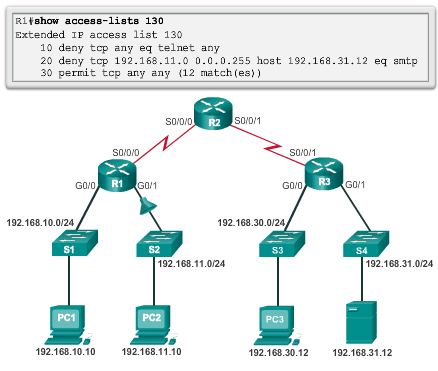 R1#show access-lists 130
Extended IP access list 130
10 deny tcp any eq telnet any
20 deny tcp 192.168.11.0 0.0.0.255 host 192.168.31.12 eq smtp
30 permit tcp any any (12 match(es))
R2
S0/0/0
S0/0/1
S0/0/0
S0/0/1
R1
R3
G0/0
G0/1
G0/0
G0/1
192.168.10.0/24
192.168.30.0/24
S1
S2
S3
S4
192.168.11.0/24
192.168.31.0/24
PC1
PC2
PC3
192.168.10.10
192.168.11.10
192.168.30.12
192.168.31.12